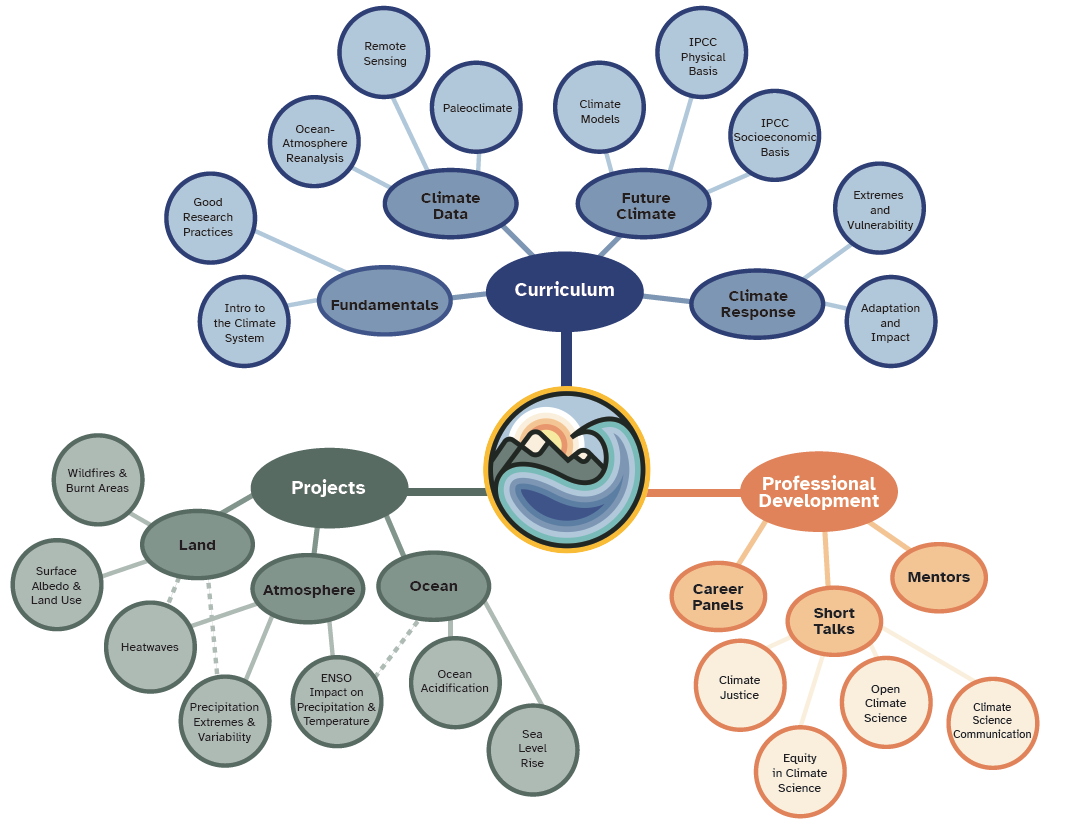 Remote
Sensing
Paleoclimate
Ocean-
Atmosphere
Reanalysis
Climate
Data
Good
Research
Practices
Intro to
the Climate
System
Fundamentals
Climate
Models
IPCC
Physical
Basis
IPCC
Socioeconomic
Basis
Future
Climate
Extremes
and
Vulnerability
Adaptation
and
Impact
Climate
Response
Curriculum
Projects
Wildfires &
Burnt Areas
Land
Surface
Albedo &
Land Use
Heatwaves
Atmosphere
Precipitation
Extremes &
Variability
ENSO
Impact on
Precipitation &
Temperature
Ocean
Ocean
Acidification
Sea
Level
Rise
Professional
Development
Career
Panels
Short
Talks
Mentors
Climate
Justice
Equity
in Climate
Science
Open
Climate
Science
Climate
Science
Communication